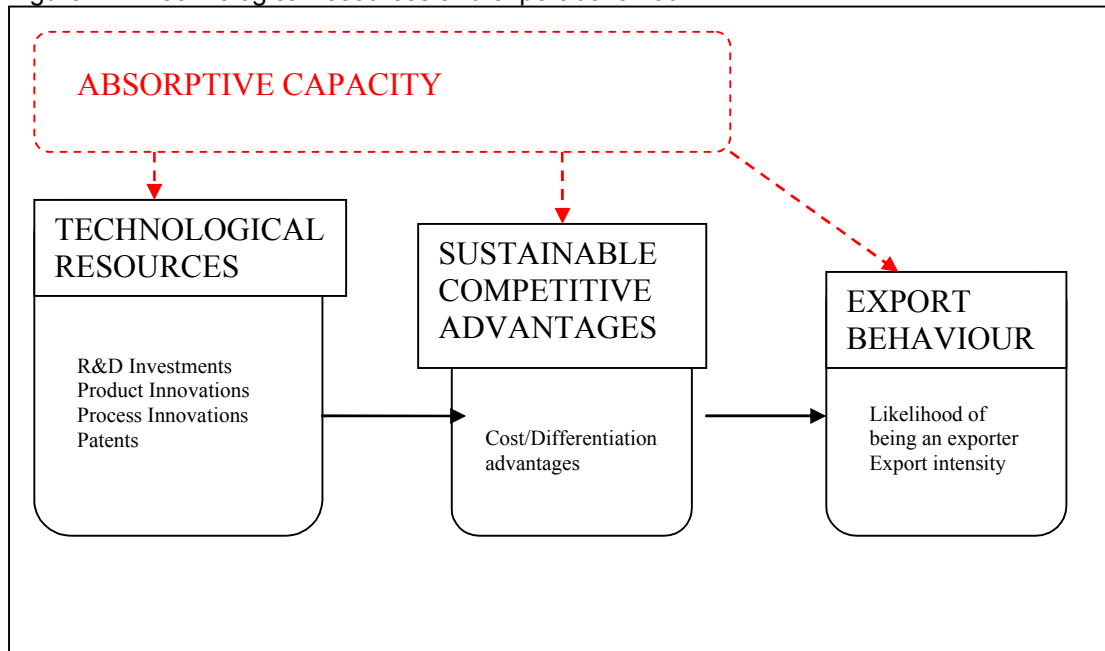 ABSORPTIVE CAPACITY
TECHNOLOGICAL
RESOURCES
R&D Investments
Product Innovations
Process Innovations
Patents
SUSTAINABLE
COMPETITIVE
ADVANTAGES
Cost/Differentiation
advantages
EXPORT
BEHAVIOUR
Likelihood of
being an exporter
Export intensity